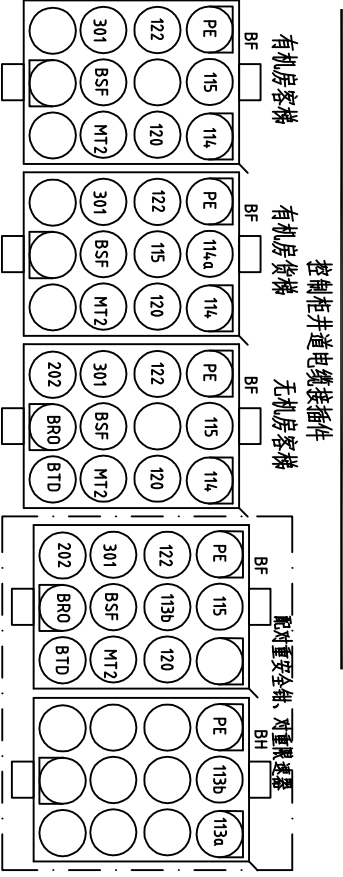 控制柜井道电缆接插件
有机房客梯 有机房货梯 无机房客梯 配对重安全钳、对重限速器
BF BF BF BF BH
PE 115 114 PE 114a 114 PE 115 114 PE 115 PE 113b 113a
122 120 122 115 120 122 120 122 113b 120
301 BSF MT2 301 BSF MT2 301 BSF MT2 301 BSF MT2
202 BRO BTD 202 BRO BTD